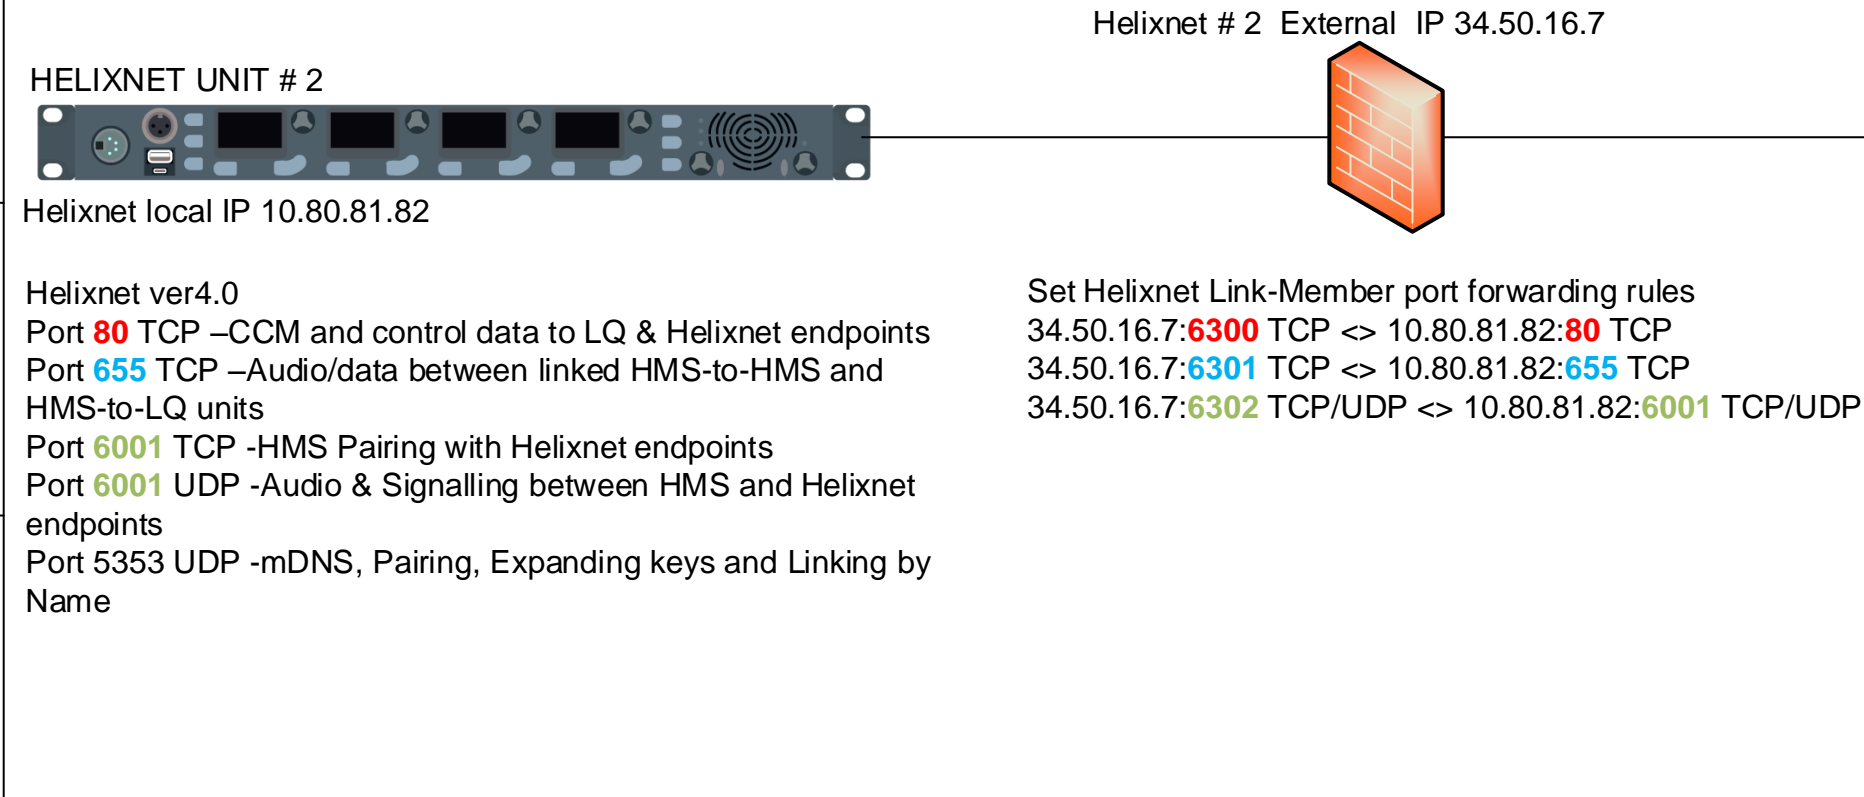 Helixnet # 2 External IP 34.50.16.7
HELIXNET UNIT # 2
Helixnet local IP 10.80.81.82
Helixnet ver4.0
Port 80 TCP –CCM and control data to LQ & Helixnet endpoints
Port 655 TCP –Audio/data between linked HMS-to-HMS and
HMS-to-LQ units
Port 6001 TCP -HMS Pairing with Helixnet endpoints
Port 6001 UDP -Audio & Signalling between HMS and Helixnet
endpoints
Port 5353 UDP -mDNS, Pairing, Expanding keys and Linking by
Name
Set Helixnet Link-Member port forwarding rules
34.50.16.7:6300 TCP <> 10.80.81.82:80 TCP
34.50.16.7:6301 TCP <> 10.80.81.82:655 TCP
34.50.16.7:6302 TCP/UDP <> 10.80.81.82:6001 TCP/UDP